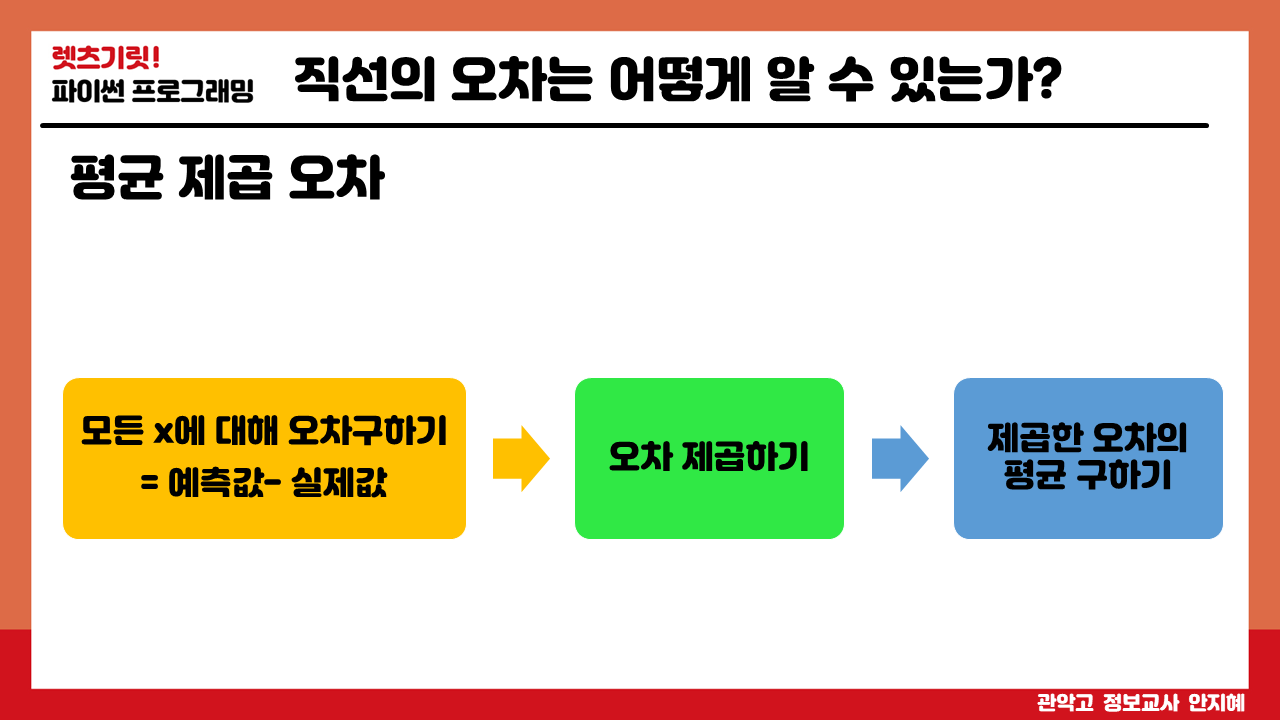 렛츠기릿!
파이썬 프로그래밍
직선의 오차는 어떻게 알 수 있는가?
평균 제곱 오차
모든 x에 대해 오차구하기
= 예측값- 실제값
오차 제곱하기
제곱한 오차의
평균 구하기
관악고 정보교사 안지혜